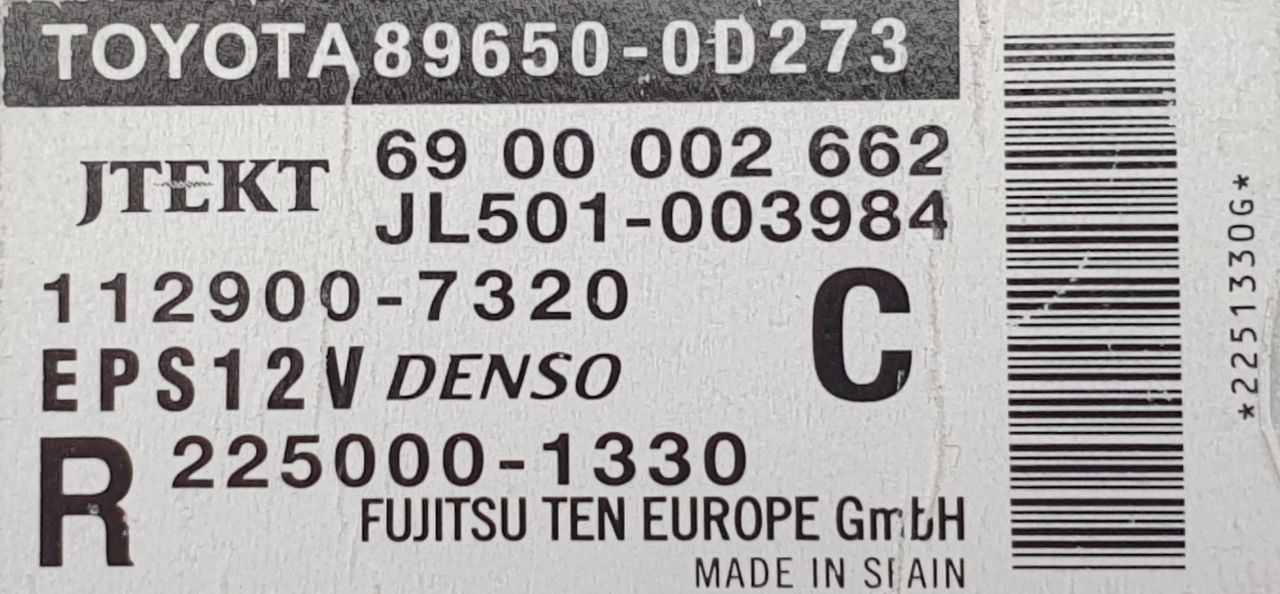 TOYOTA 89650-0D273
JTEKT 69 00 002 662
JL501-003984
112900-7320
C
EPS12V DENSO
R 225000-1330
FUJITSU TEN EUROPE GmbH
MADE IN SPAIN
*2251330G*